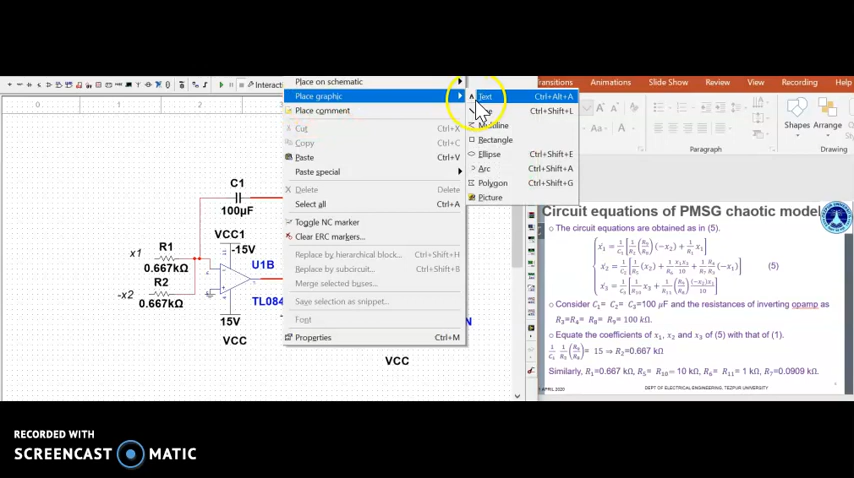 Place on schematic
Place graphic
Place comment
Cut Ctrl+X
Copy Ctrl+C
Paste Ctrl+V
Paste special
Delete Delete
Select all Ctrl+A
Toggle NC marker
Clear ERC markers...
Replace by hierarchical block... Ctrl+Shift+H
Replace by subcircuit... Ctrl+Shift+B
Merge selected buses...
Save selection as snippet...
Font
Properties Ctrl+M
Text Ctrl+Alt+A
Ctrl+Shift+L
Rectangle
Ellipse Ctrl+Shift+E
Arc Ctrl+Shift+A
Polygon Ctrl+Shift+G
Picture
Interacti
0 1 2
C1
100µF
VCC1
-15V
x1
R1
0.667kΩ
R2
-x2
0.667kΩ
U1B
TL084
15V
VCC
N
VCC
Animations Slide Show Review View Recording Help
Aa
Shapes Arrange
Paragraph Drawing
Circuit equations of PMSG chaotic model
The circuit equations are obtained as in (5).
(5)
Consider C₁= C₂= C₃=100 µF and the resistances of inverting opamp as
R₃=R₄= R₈= R₉= 100 kΩ.
Equate the coefficients of x₁, x₂ and x₃ of (5) with that of (1).
= 15 ⇒ R₂=0.667 kΩ
Similarly, R₁=0.667 kΩ, R₅= R₁₀= 10 kΩ, R₆= R₁₁= 1 kΩ, R₇=0.0909 kΩ.
APRIL 2020 DEPT OF ELECTRICAL ENGINEERING, TEZPUR UNIVERSITY
RECORDED WITH
SCREENCAST MATIC